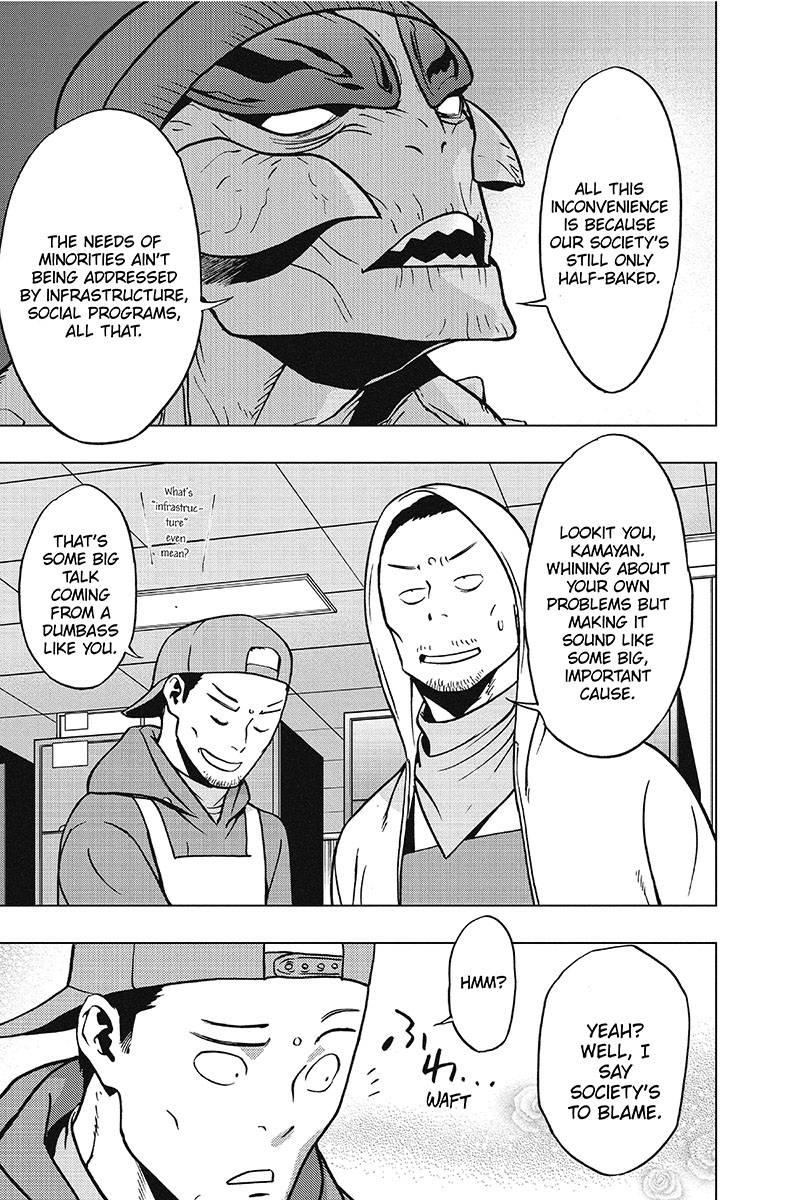 ALL THIS
INCONVENIENCE
IS BECAUSE
OUR SOCIETY'S
STILL ONLY
HALF-BAKED.
THE NEEDS OF
MINORITIES AIN'T
BEING ADDRESSED
BY INFRASTRUCTURE,
SOCIAL PROGRAMS,
ALL THAT.
LOOKIT YOU,
KAMAYAN.
WHINING ABOUT
YOUR OWN
PROBLEMS BUT
MAKING IT
SOUND LIKE
SOME BIG,
IMPORTANT
CAUSE.
What's
"infrastruc-
ture"
even
mean?
THAT'S
SOME BIG
TALK
COMING
FROM A
DUMBASS
LIKE YOU.
YEAH?
WELL, I
SAY
SOCIETY'S
TO BLAME.
HMM?
ふわ...
WAFT